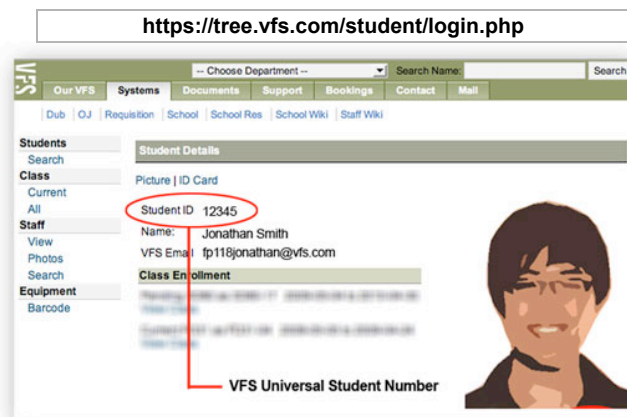 https://tree.vfs.com/student/login.php
VFS
-- Choose Department -- Search Name: Search
Our VFS Systems Documents Support Bookings Contact Mail
Dub OJ Requisition School School Res School Wiki Staff Wiki
Students
Search
Class
Current
All
Staff
View
Photos
Search
Equipment
Barcode
Student Details
Picture | ID Card
Student ID 12345
Name: Jonathan Smith
VFS Email fp118jonathan@vfs.com
Class Enrollment
VFS Universal Student Number